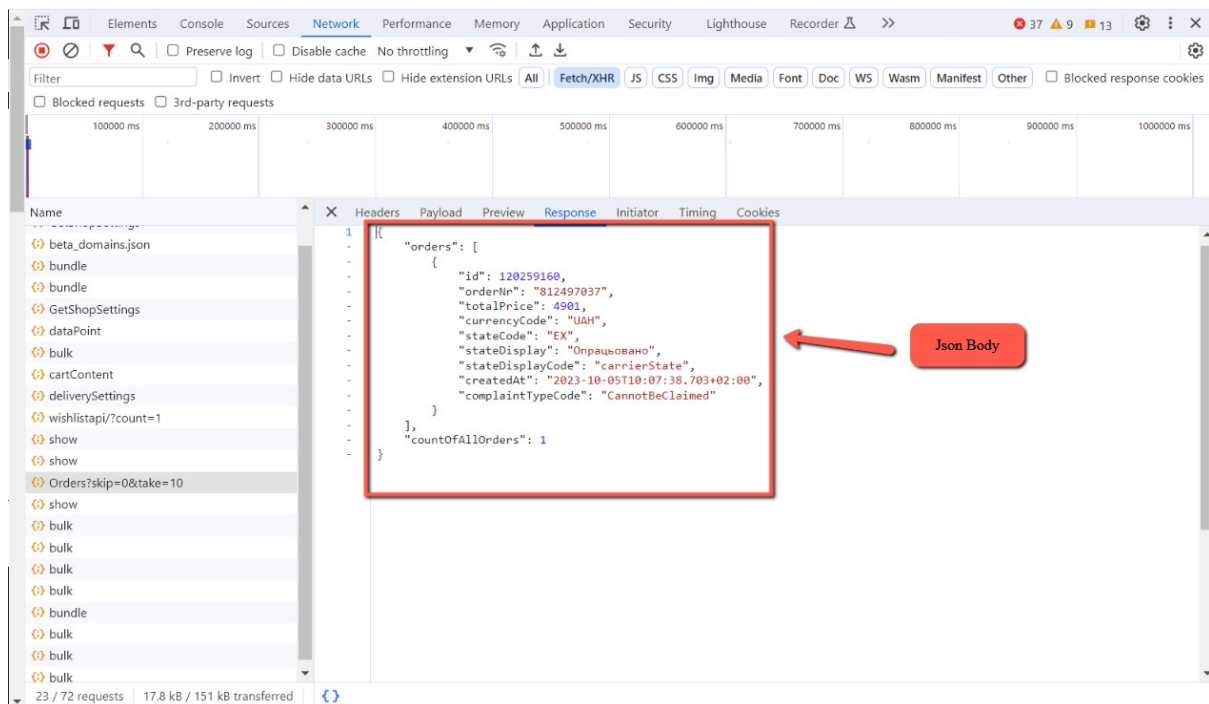 Elements Console Sources Network Performance Memory Application Security Lighthouse Recorder 37 9 13
Preserve log Disable cache No throttling
Filter Invert Hide data URLs Hide extension URLs All Fetch/XHR JS CSS Img Media Font Doc WS Wasm Manifest Other Blocked response cookies
Blocked requests 3rd-party requests
100000 ms 200000 ms 300000 ms 400000 ms 500000 ms 600000 ms 700000 ms 800000 ms 900000 ms 1000000 ms
Name
GetShopSettings
beta_domains.json
bundle
bundle
GetShopSettings
dataPoint
bulk
cartContent
deliverySettings
wishlistapi/?count=1
show
show
Orders?skip=0&take=10
show
bulk
bulk
bulk
bulk
bundle
bulk
bulk
bulk
23 / 72 requests 17.8 kB / 151 kB transferred
Headers Payload Preview Response Initiator Timing Cookies
1 {
- "orders": [
- {
- "id": 120259160,
- "orderNr": "812497037",
- "totalPrice": 4901,
- "currencyCode": "UAH",
- "stateCode": "EX",
- "stateDisplay": "Опрацьовано",
- "stateDisplayCode": "carrierState",
- "createdAt": "2023-10-05T10:07:38.703+02:00",
- "complaintTypeCode": "CannotBeClaimed"
- }
- ],
- "countOfAllOrders": 1
- }
Json Body
{}